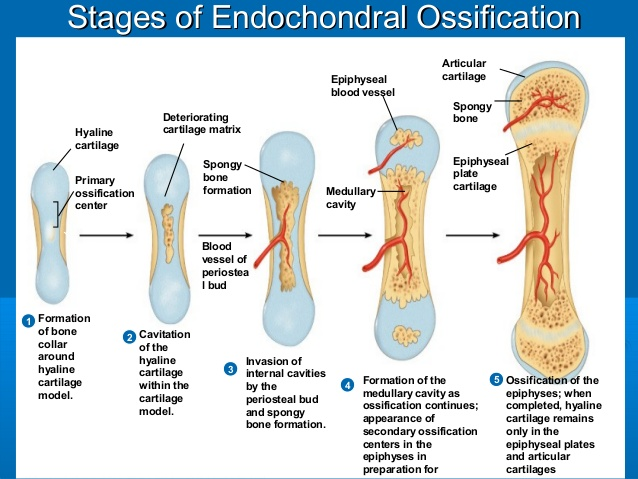 Stages of Endochondral Ossification
Hyaline
cartilage
Primary
ossification
center
Deteriorating
cartilage matrix
Spongy
bone
formation
Blood
vessel of
periostea
l bud
Epiphyseal
blood vessel
Medullary
cavity
Articular
cartilage
Spongy
bone
Epiphyseal
plate
cartilage
1 Formation
of bone
collar
around
hyaline
cartilage
model.
2 Cavitation
of the
hyaline
cartilage
within the
cartilage
model.
3 Invasion of
internal cavities
by the
periosteal bud
and spongy
bone formation.
4 Formation of the
medullary cavity as
ossification continues;
appearance of
secondary ossification
centers in the
epiphyses in
preparation for
5 Ossification of the
epiphyses; when
completed, hyaline
cartilage remains
only in the
epiphyseal plates
and articular
cartilages